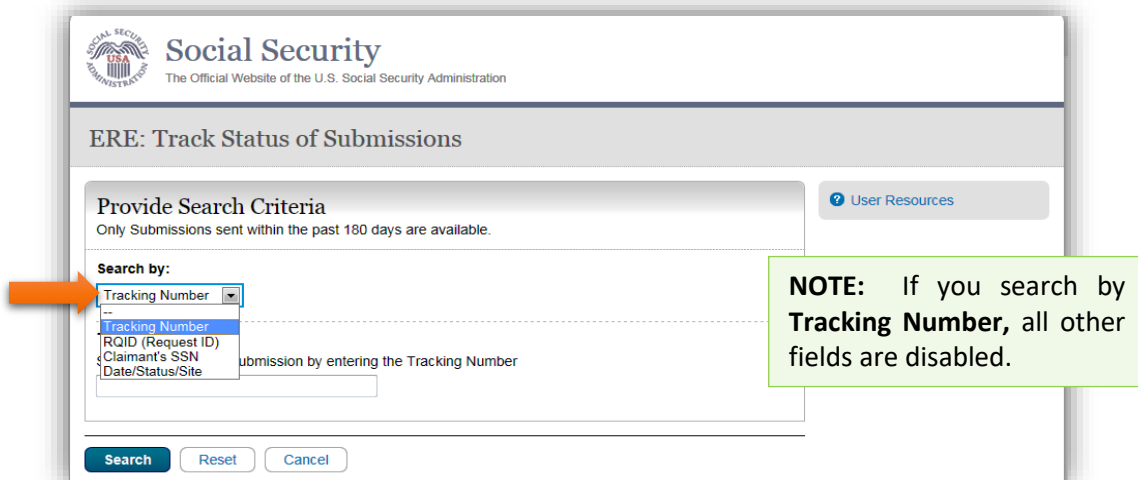 SOCIAL SECURITY ADMINISTRATION
USA
Social Security
The Official Website of the U.S. Social Security Administration
ERE: Track Status of Submissions
Provide Search Criteria
Only Submissions sent within the past 180 days are available.
User Resources
Search by:
Tracking Number
--
Tracking Number
RQID (Request ID)
Claimant's SSN
Date/Status/Site
ubmission by entering the Tracking Number
NOTE: If you search by
Tracking Number, all other
fields are disabled.
Search Reset Cancel